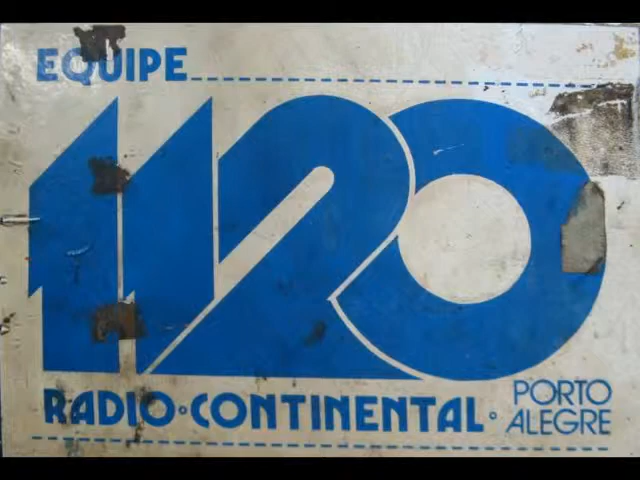 EQUIPE
1120
RADIO•CONTINENTAL•
PORTO
ALEGRE